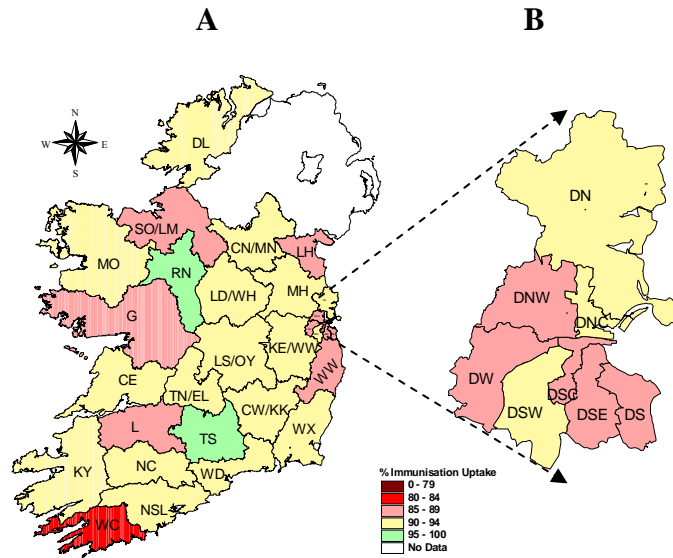 A
B
N
W E
S
DL
SO/LM
CN/MN
LH
MO
RN
LD/WH
MH
G
LS/OY
KE/WW
WW
CE
TN/EL
CW/KK
L
TS
WX
KY
NC
WD
NSL
WC
DN
DNW
DNC
DW
DSW
DSC
DSE
DS
% Immunisation Uptake
0 - 79
80 - 84
85 - 89
90 - 94
95 - 100
No Data